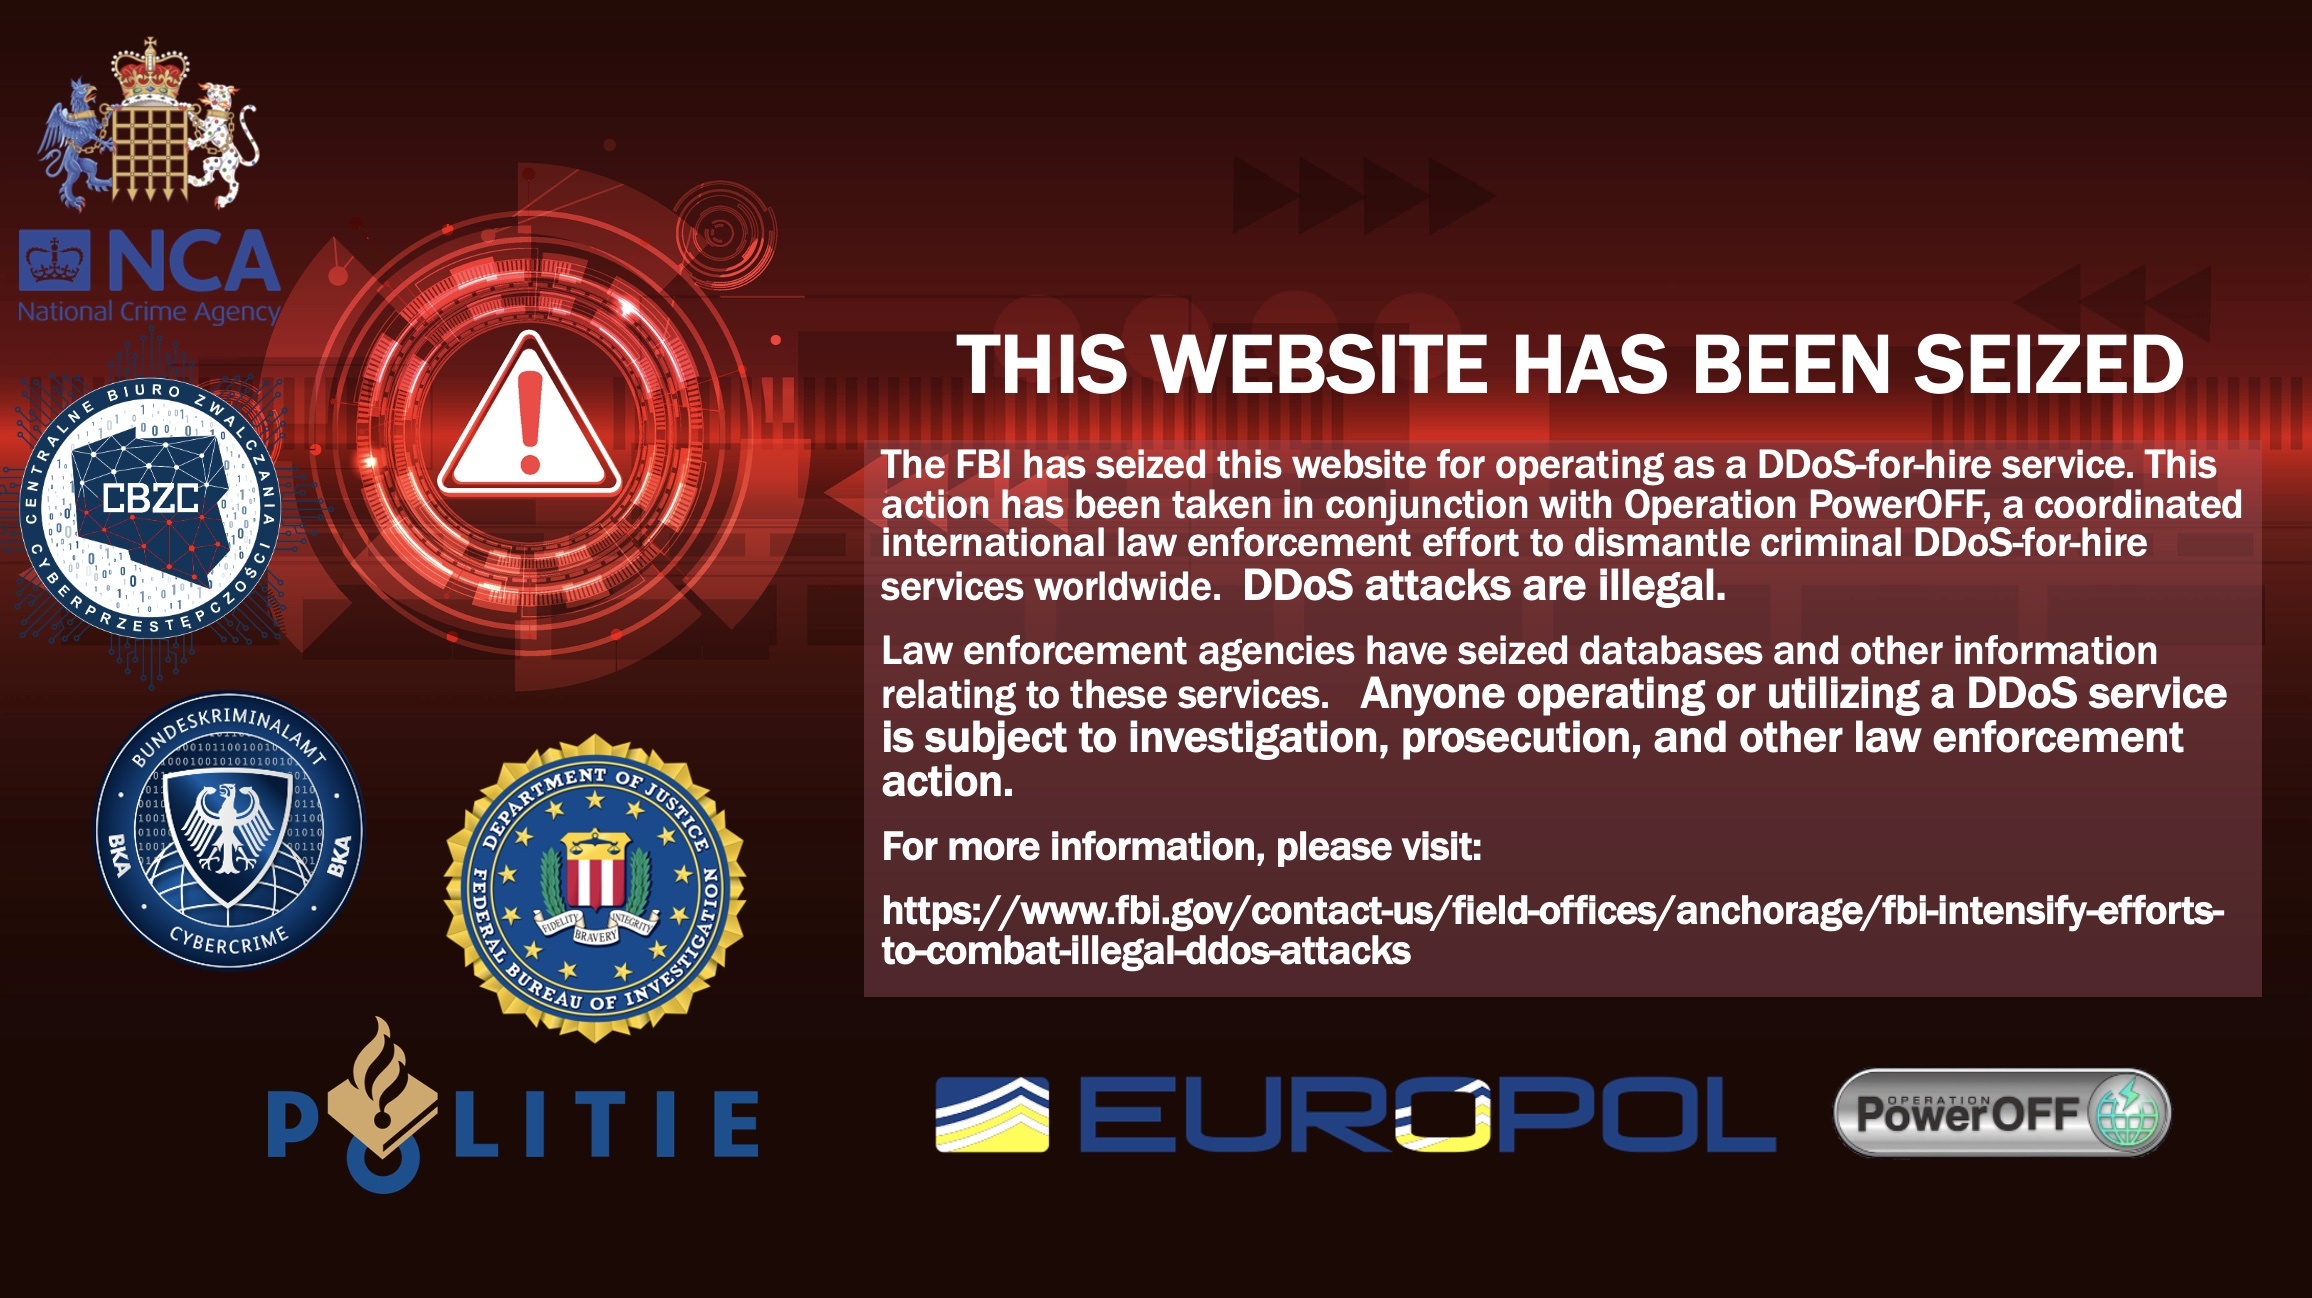 NCA
National Crime Agency
CENTRALNE BIURO ZWALCZANIA
CBZC
CYBERPRZESTĘPCZOŚCI
THIS WEBSITE HAS BEEN SEIZED
The FBI has seized this website for operating as a DDoS-for-hire service. This
action has been taken in conjunction with Operation PowerOFF, a coordinated
international law enforcement effort to dismantle criminal DDoS-for-hire
services worldwide. DDoS attacks are illegal.
Law enforcement agencies have seized databases and other information
relating to these services. Anyone operating or utilizing a DDoS service
is subject to investigation, prosecution, and other law enforcement
action.
For more information, please visit:
https://www.fbi.gov/contact-us/field-offices/anchorage/fbi-intensify-efforts-
to-combat-illegal-ddos-attacks
BUNDESKRIMINALAMT
BKA
BKA
CYBERCRIME
DEPARTMENT OF JUSTICE
FIDELITY
BRAVERY
INTEGRITY
FEDERAL BUREAU OF INVESTIGATION
POLITIE
EUROPOL
OPERATION
PowerOFF